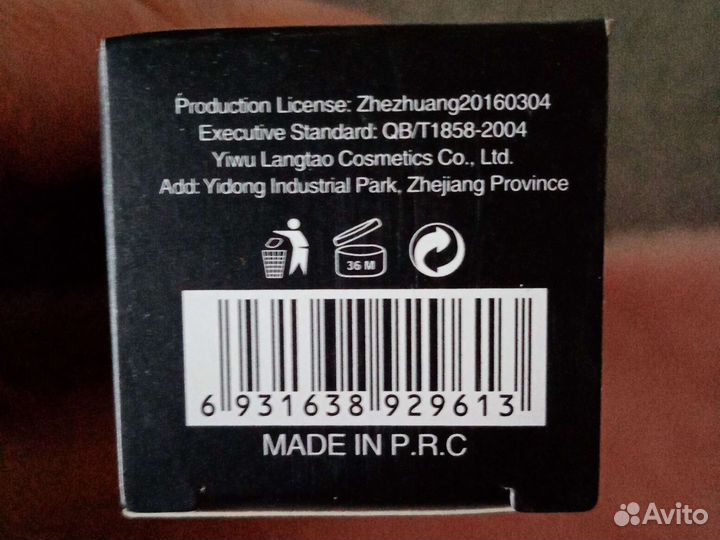 Production License: Zhezhuang20160304
Executive Standard: QB/T1858-2004
Yiwu Langtao Cosmetics Co., Ltd.
Add: Yidong Industrial Park, Zhejiang Province
36 M
6 931638 929613
MADE IN P.R.C
Avito